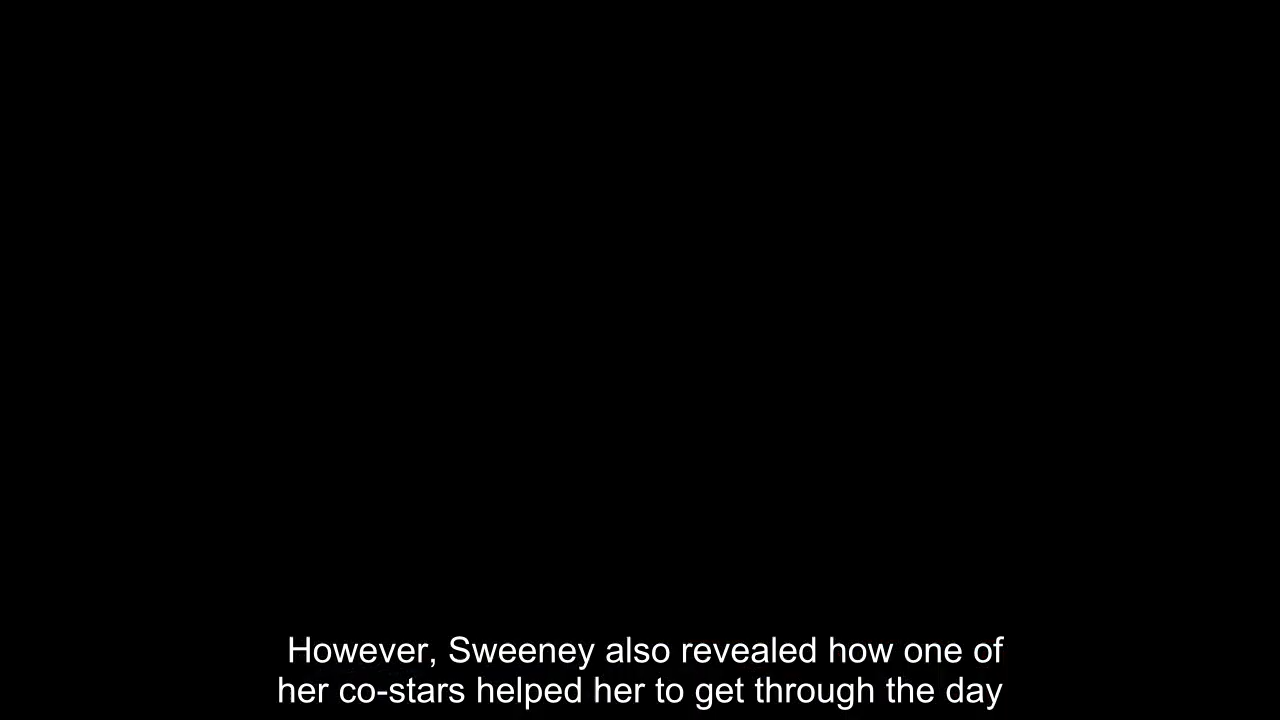 However, Sweeney also revealed how one of
her co-stars helped her to get through the day